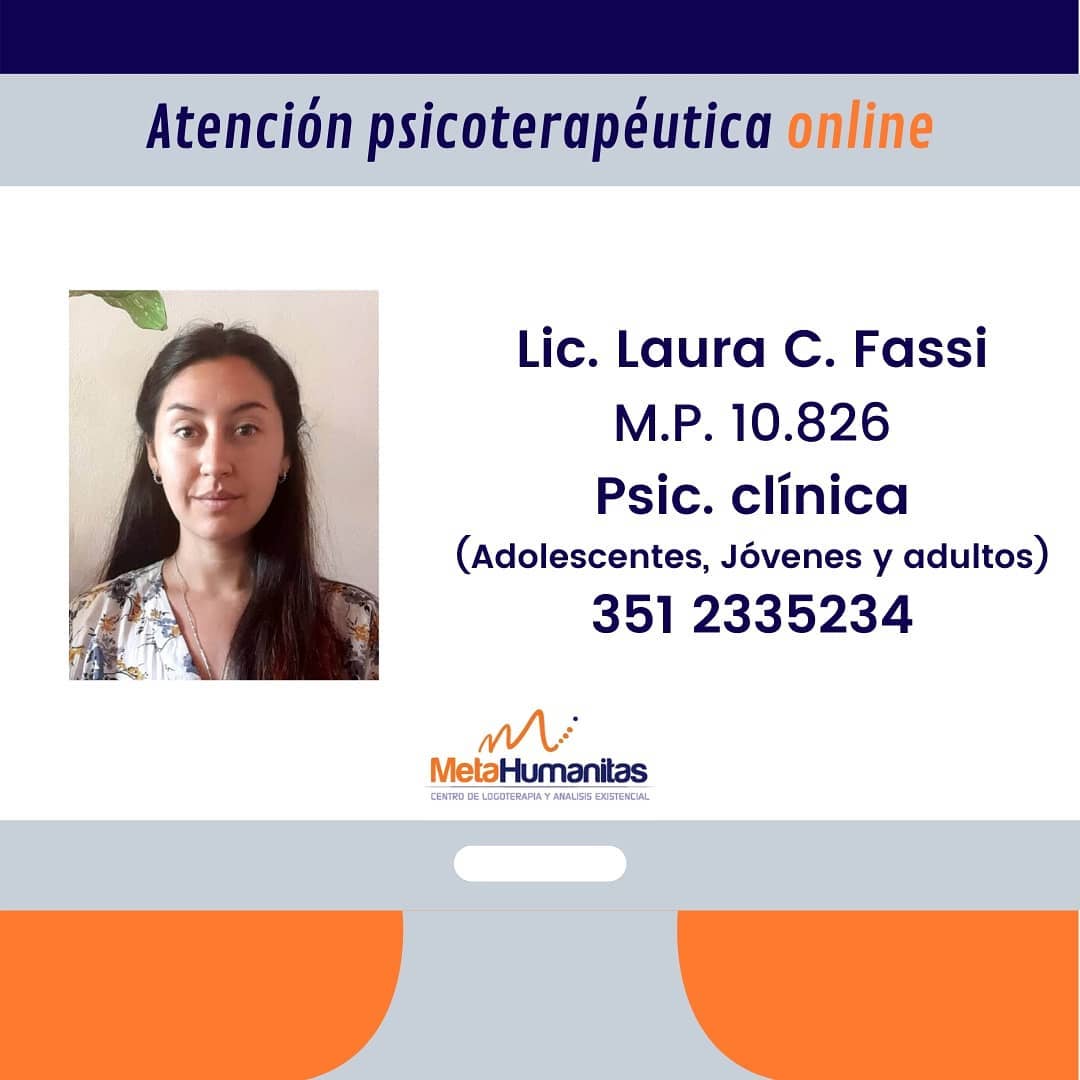 Atención psicoterapéutica online
Lic. Laura C. Fassi
M.P. 10.826
Psic. clínica
(Adolescentes, Jóvenes y adultos)
351 2335234
MetaHumanitas
CENTRO DE LOGOTERAPIA Y ANALISIS EXISTENCIAL